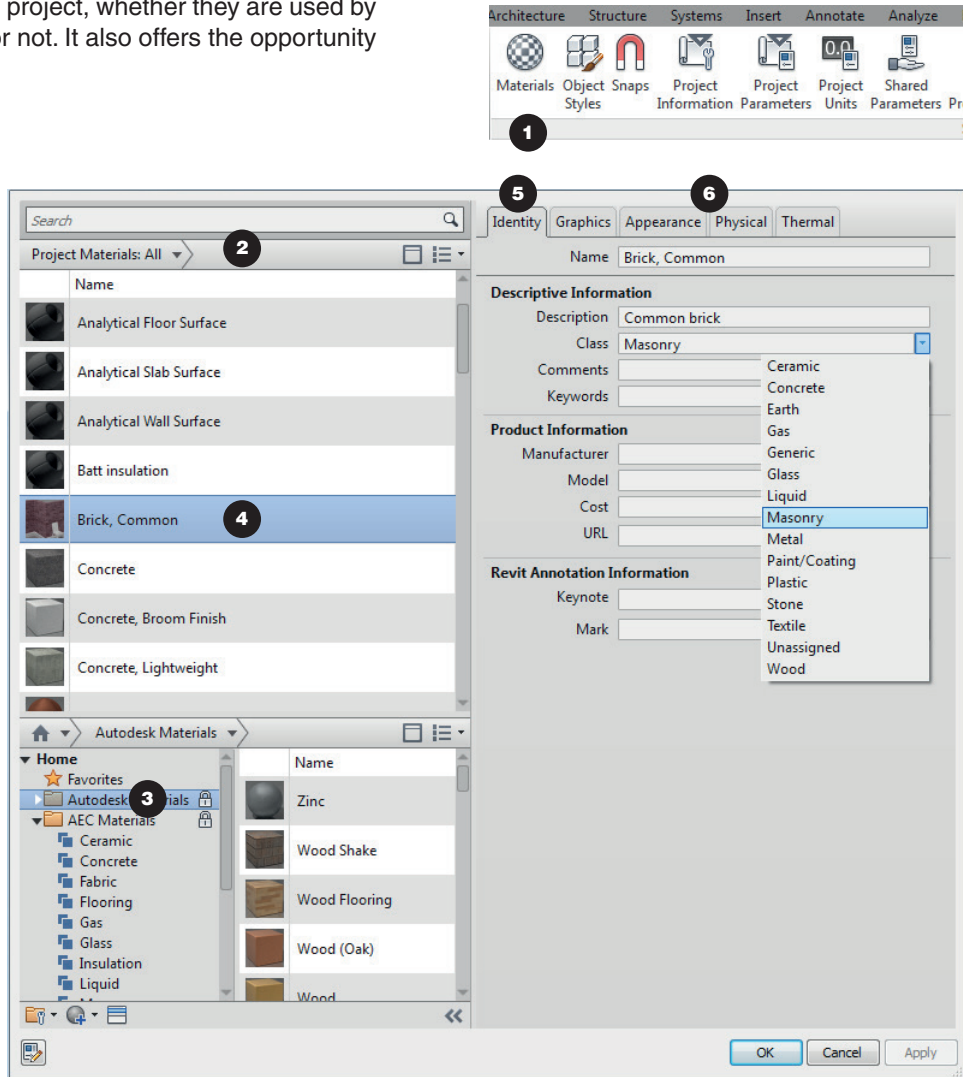 project, whether they are used by
or not. It also offers the opportunity
Architecture Structure Systems Insert Annotate Analyze
Materials Object Styles Snaps Project Information Project Parameters Project Units Shared Parameters
1
5 6
Search
Identity Graphics Appearance Physical Thermal
Project Materials: All 2
Name
Analytical Floor Surface
Analytical Slab Surface
Analytical Wall Surface
Batt insulation
Brick, Common 4
Concrete
Concrete, Broom Finish
Concrete, Lightweight
Autodesk Materials
Home
Favorites
Autodesk 3 rials
AEC Materials
Ceramic
Concrete
Fabric
Flooring
Gas
Glass
Insulation
Liquid
Name
Zinc
Wood Shake
Wood Flooring
Wood (Oak)
Wood
Name Brick, Common
Descriptive Information
Description Common brick
Class Masonry
Comments
Keywords
Product Information
Manufacturer
Model
Cost
URL
Revit Annotation Information
Keynote
Mark
Ceramic
Concrete
Earth
Gas
Generic
Glass
Liquid
Masonry
Metal
Paint/Coating
Plastic
Stone
Textile
Unassigned
Wood
OK Cancel Apply